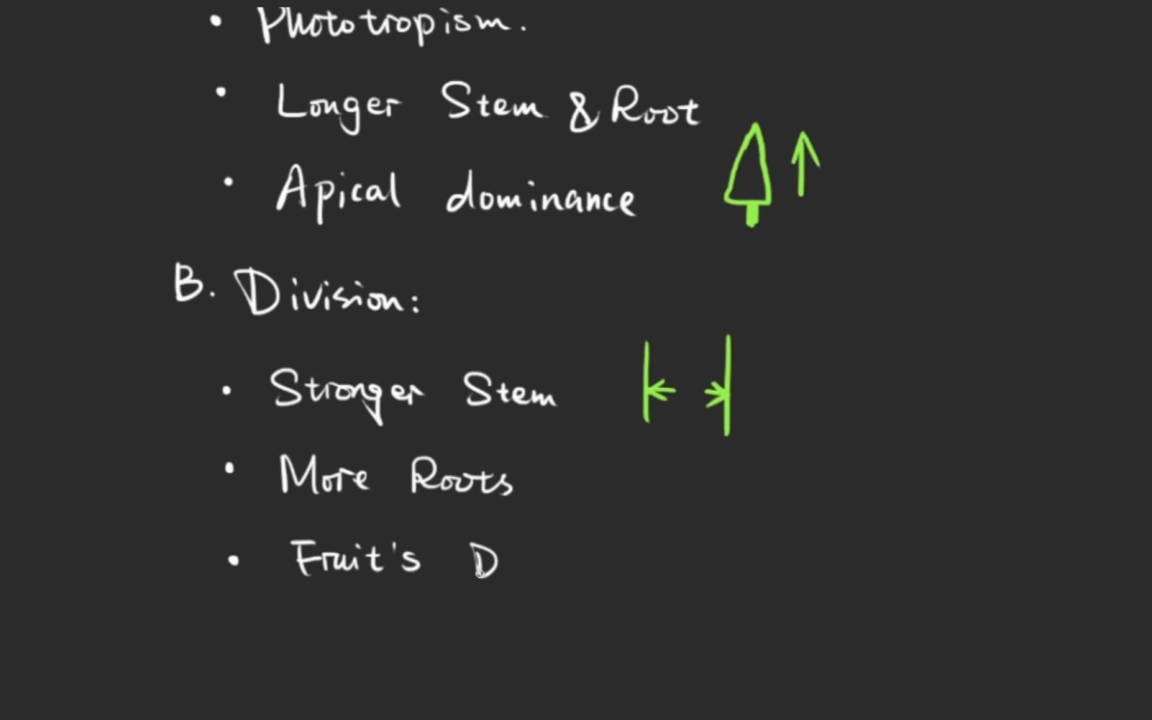 • Phototropism.
• Longer Stem & Root
• Apical dominance
B. Division:
• Stronger Stem
• More Roots
• Fruit's D